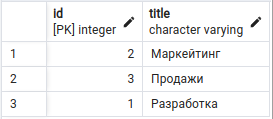 id title
[PK] integer character varying
1 2 Маркейтинг
2 3 Продажи
3 1 Разработка